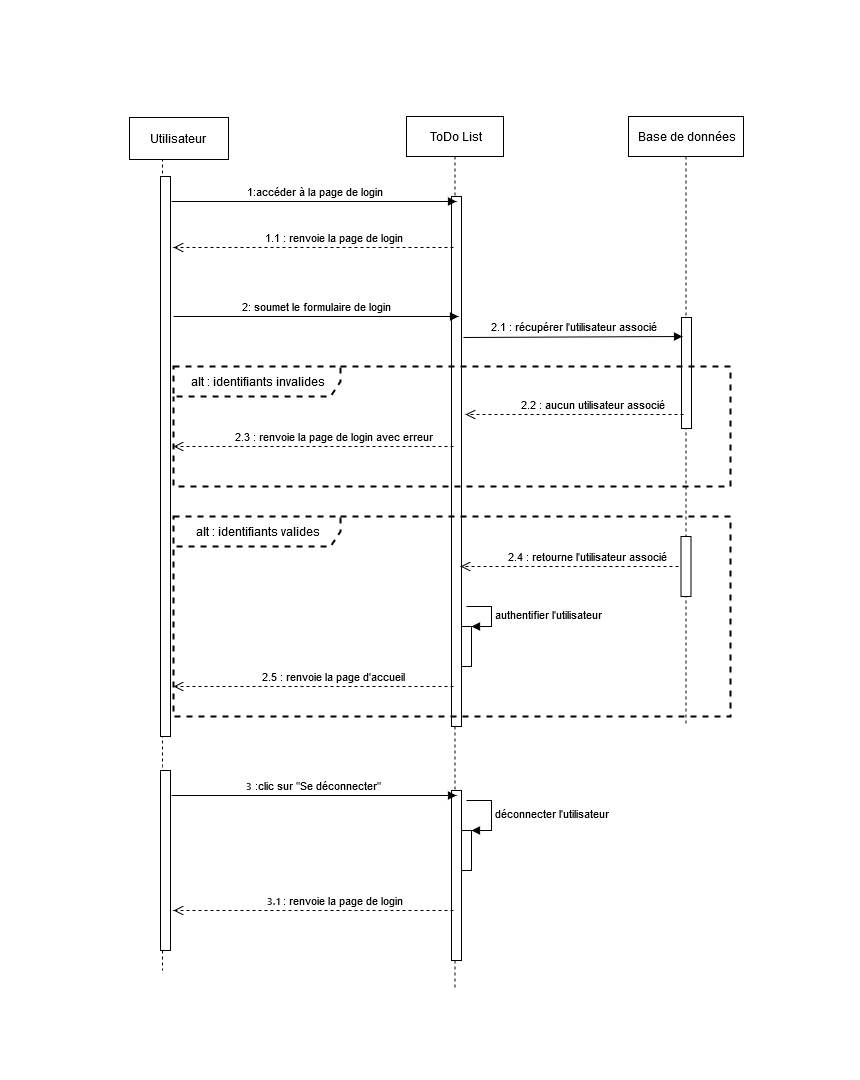 Utilisateur
ToDo List
Base de données
1:accéder à la page de login
1.1 : renvoie la page de login
2: soumet le formulaire de login
2.1 : récupérer l'utilisateur associé
alt : identifiants invalides
2.2 : aucun utilisateur associé
2.3 : renvoie la page de login avec erreur
alt : identifiants valides
2.4 : retourne l'utilisateur associé
authentifier l'utilisateur
2.5 : renvoie la page d'accueil
3 :clic sur "Se déconnecter"
déconnecter l'utilisateur
3.1 : renvoie la page de login